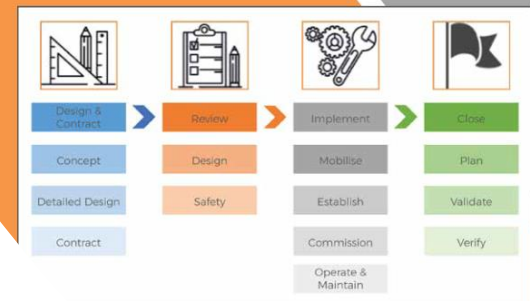 Design &
Contract
Review
Implement
Close
Concept
Design
Mobilise
Plan
Detailed Design
Safety
Establish
Validate
Contract
Commission
Verify
Operate &
Maintain